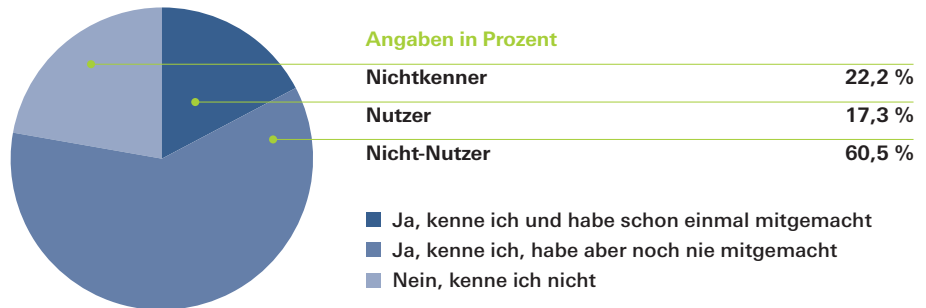 Angaben in Prozent
Nichtkenner 22,2 %
Nutzer 17,3 %
Nicht-Nutzer 60,5 %
Ja, kenne ich und habe schon einmal mitgemacht
Ja, kenne ich, habe aber noch nie mitgemacht
Nein, kenne ich nicht